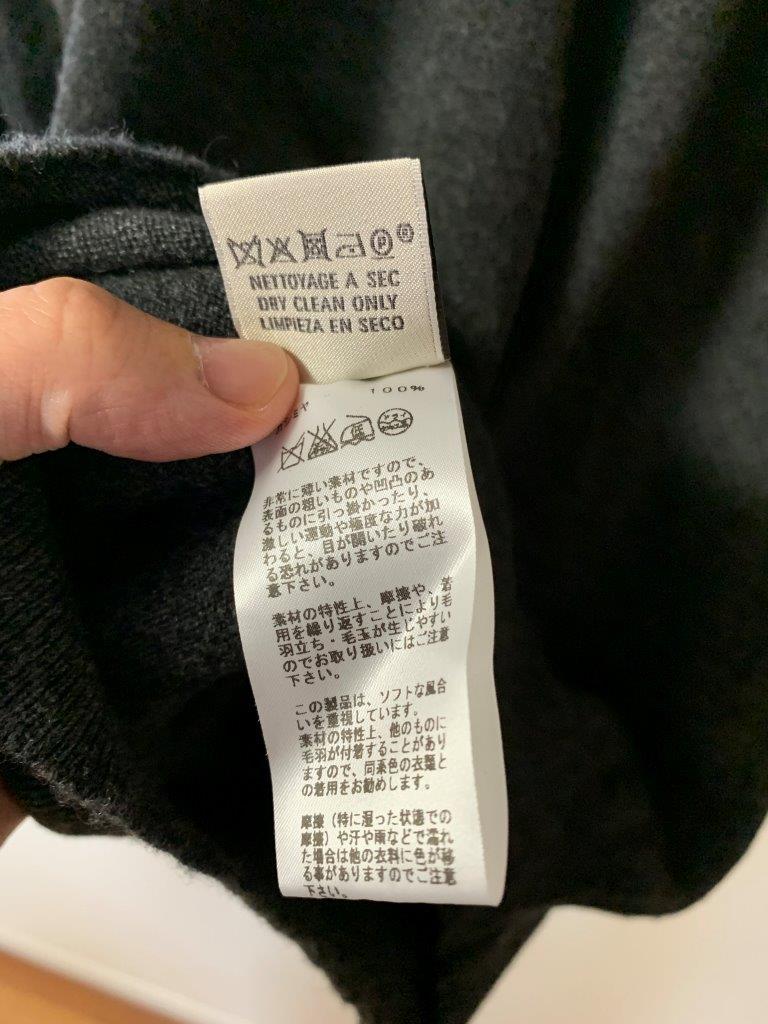 NETTOYAGE A SEC
DRY CLEAN ONLY
LIMPIEZA EN SECO
100%
非常に薄い素材ですので、
表面の粗いものや凹凸のあ
るものに引っ掛かったり、
激しい運動や極度な力が加
わると、目が開いたり破れ
る恐れがありますのでご注
意下さい。
素材の特性上、摩擦や、着
用を繰り返すことにより毛
羽立ち・毛玉が生じやすい
のでお取り扱いにはご注意
下さい。
この製品は、ソフトな風合
いを重視しています。
素材の特性上、他のものに
毛羽が付着することがあり
ますので、同素色の衣類と
の着用をお勧めします。
摩擦（特に湿った状態での
摩擦）や汗や雨などで濡れ
た場合は他の衣料に色が移
る事がありますのでご注意
下さい。